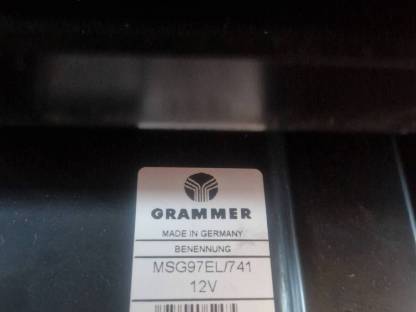 GRAMMER
MADE IN GERMANY
BENENNUNG
MSG97EL/741
12V